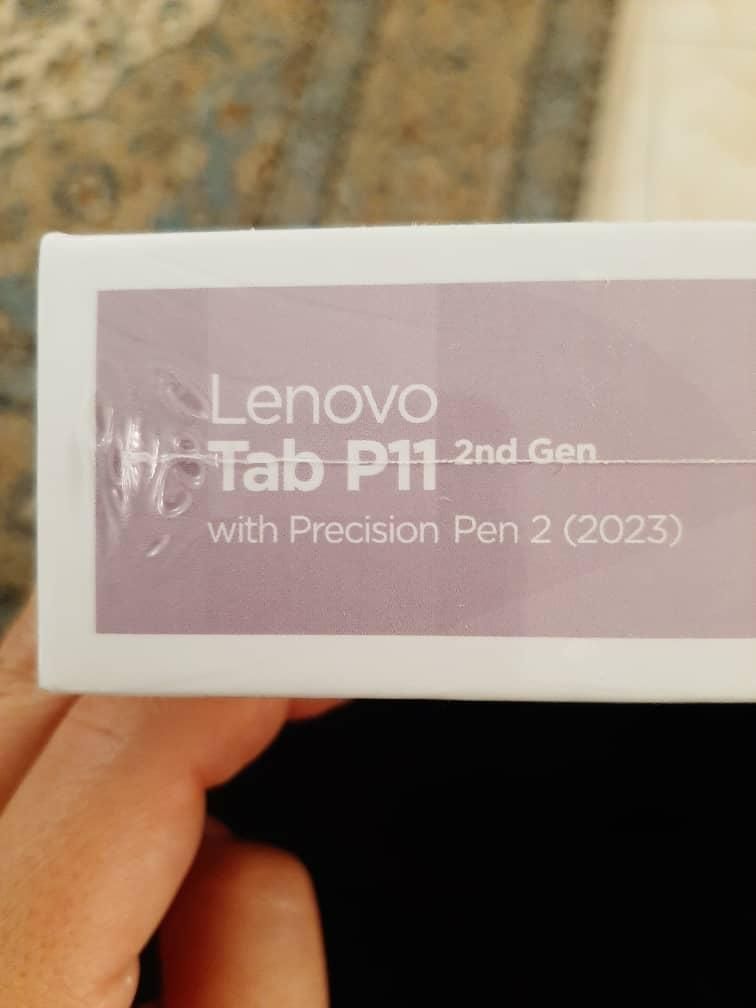 Lenovo
Tab P11 2nd Gen
with Precision Pen 2 (2023)